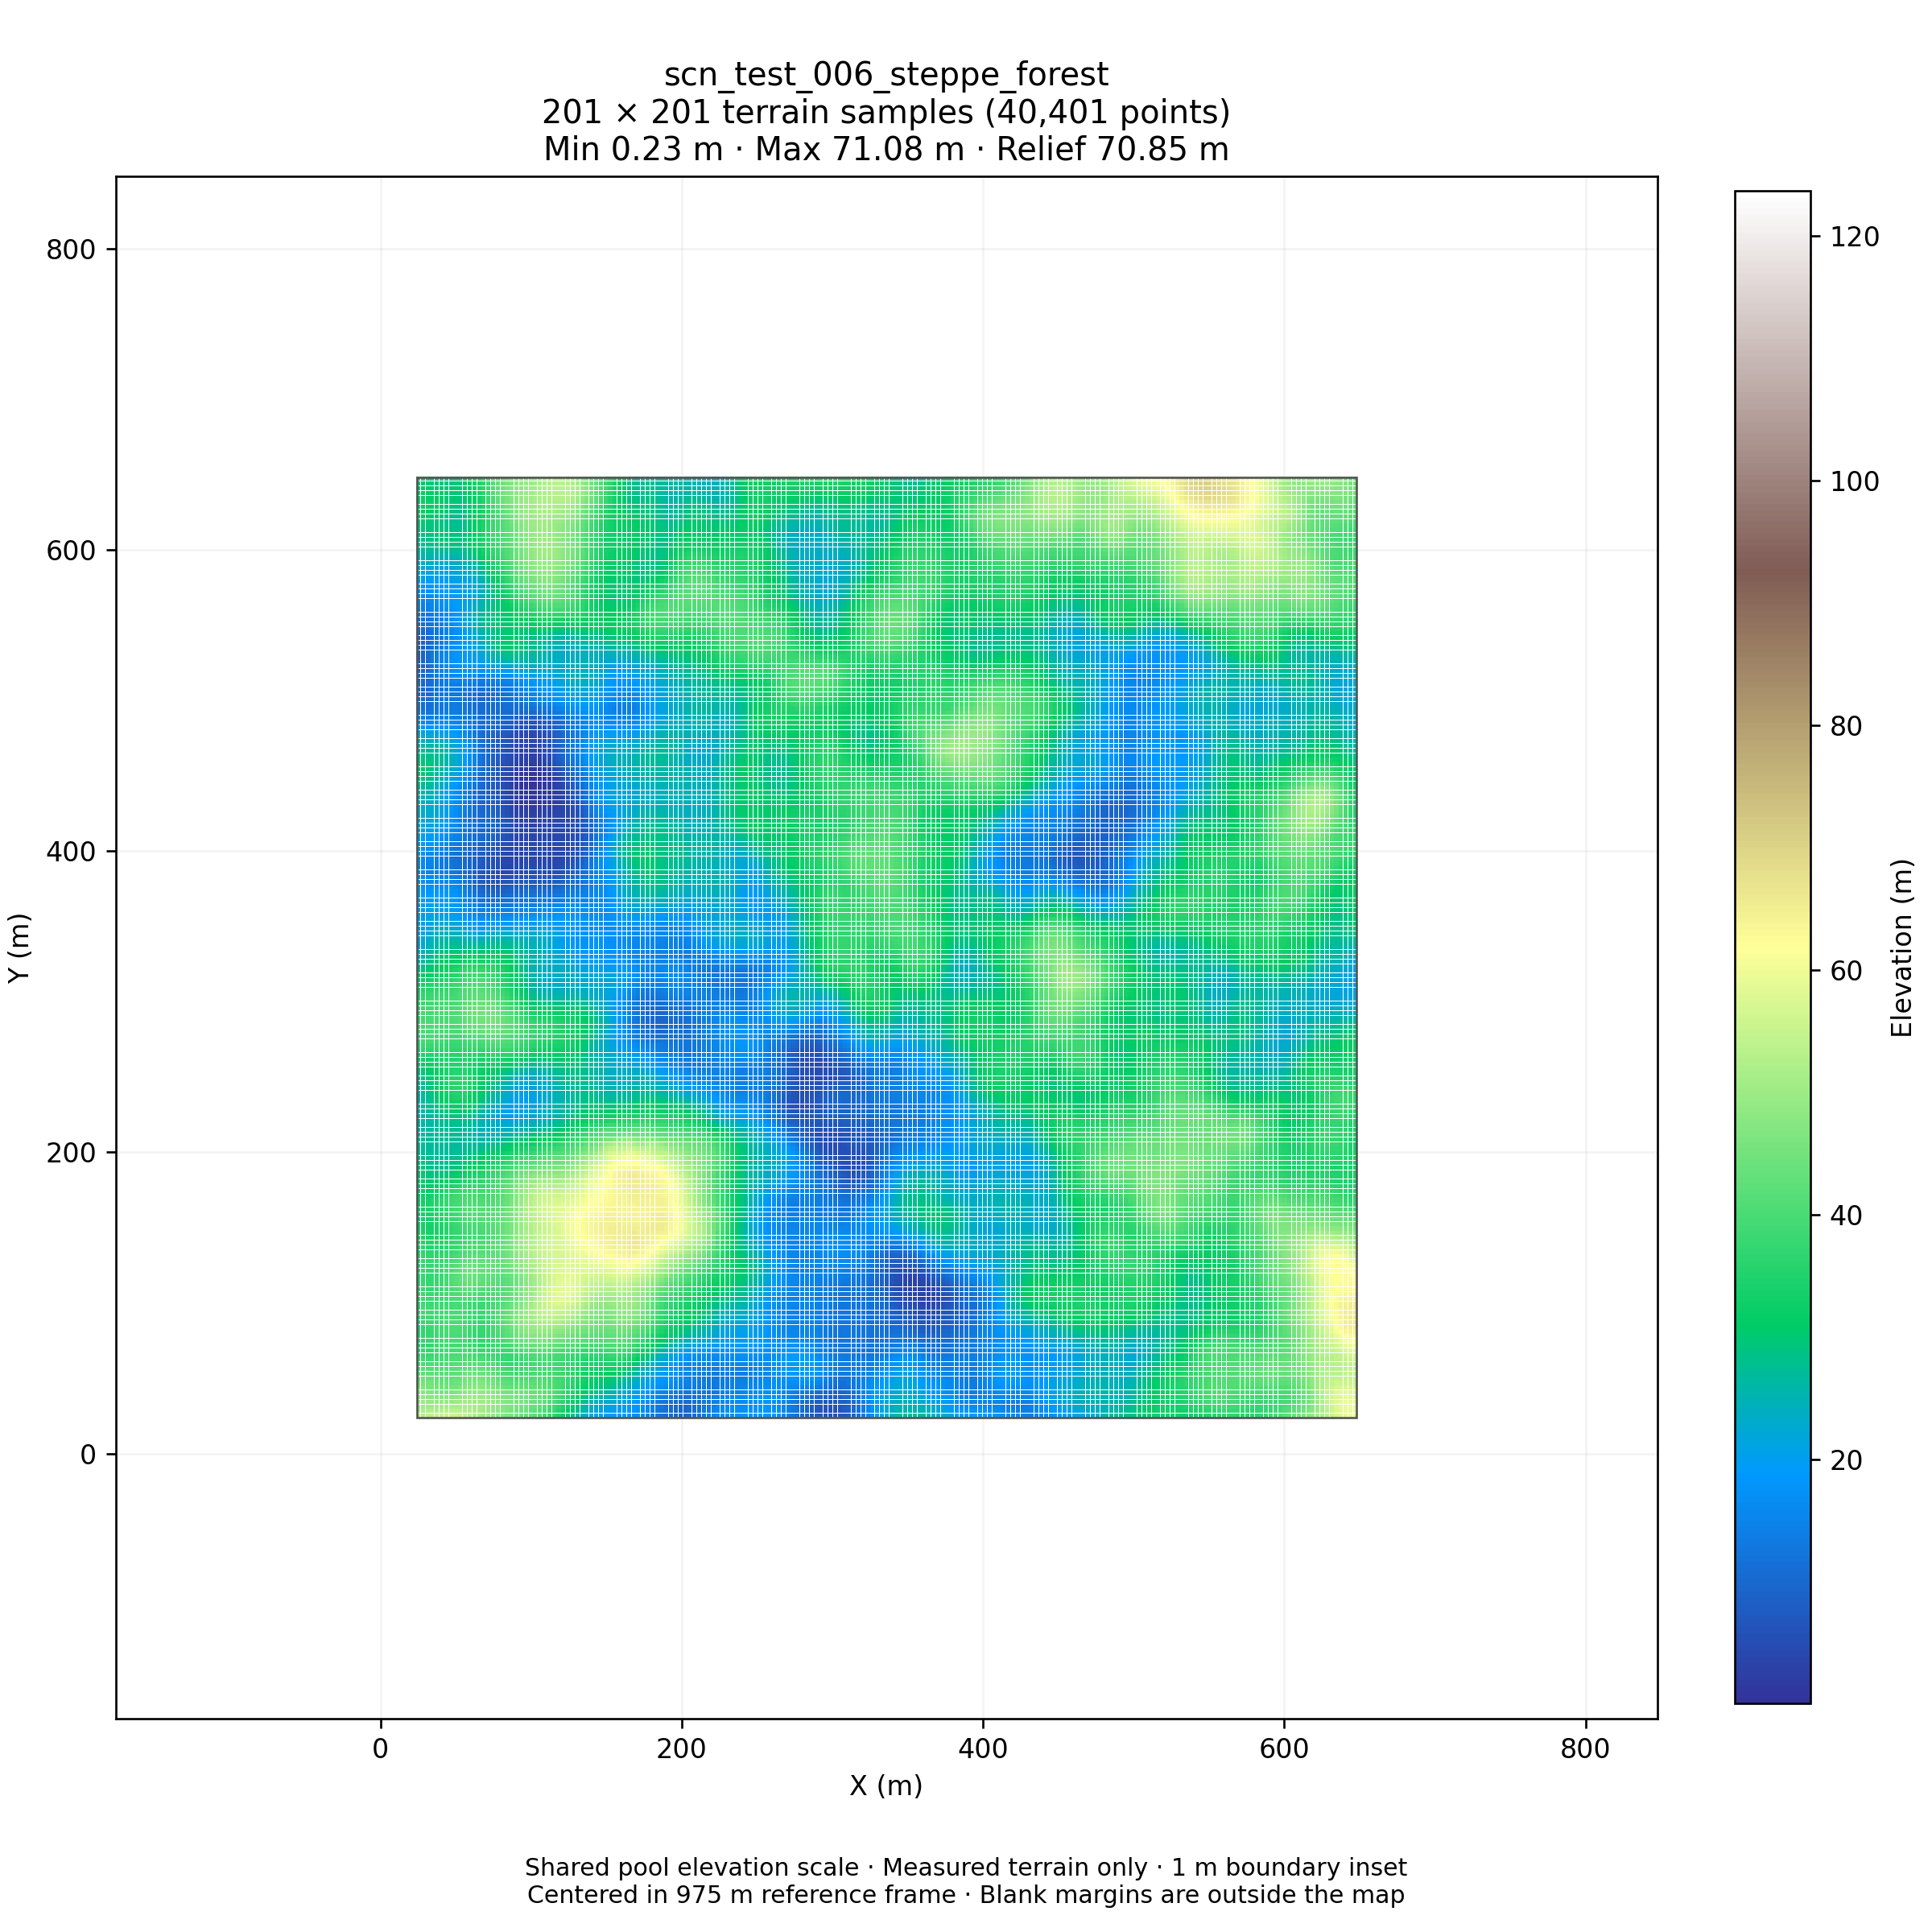 scn_test_006_steppe_forest
201 × 201 terrain samples (40,401 points)
Min 0.23 m · Max 71.08 m · Relief 70.85 m
800
600
400
200
0
Y (m)
0
200
400
600
800
X (m)
120
100
80
60
40
20
Elevation (m)
Shared pool elevation scale · Measured terrain only · 1 m boundary inset
Centered in 975 m reference frame · Blank margins are outside the map